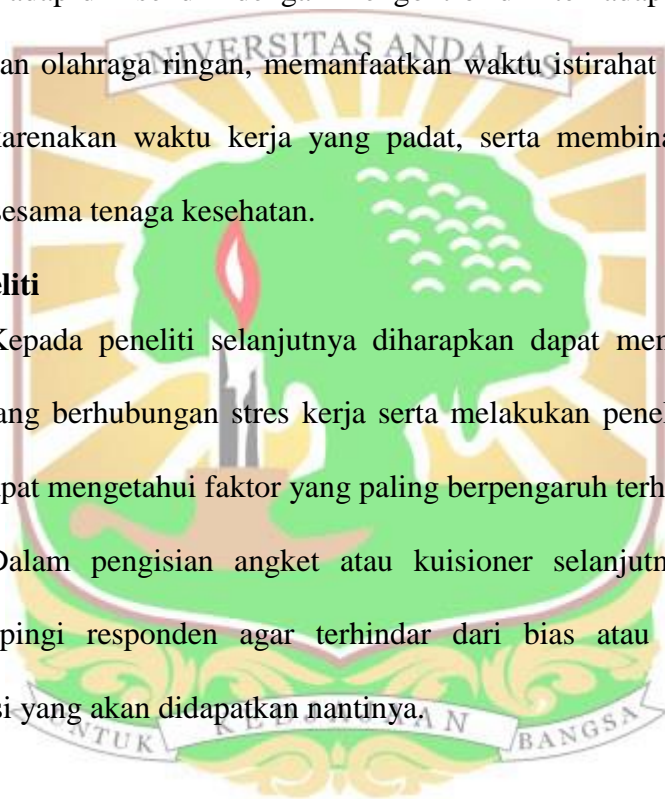 UNIVERSITAS ANDALAS
an olahraga ringan, memanfaatkan waktu istirahat
karenakan waktu kerja yang padat, serta membina
sesama tenaga kesehatan.
eliti
Kepada peneliti selanjutnya diharapkan dapat men
ang berhubungan stres kerja serta melakukan penel
pat mengetahui faktor yang paling berpengaruh terh
Dalam pengisian angket atau kuisioner selanjutn
pingi responden agar terhindar dari bias atau
si yang akan didapatkan nantinya.
UNTUK KEDJAJAAN BANGSA